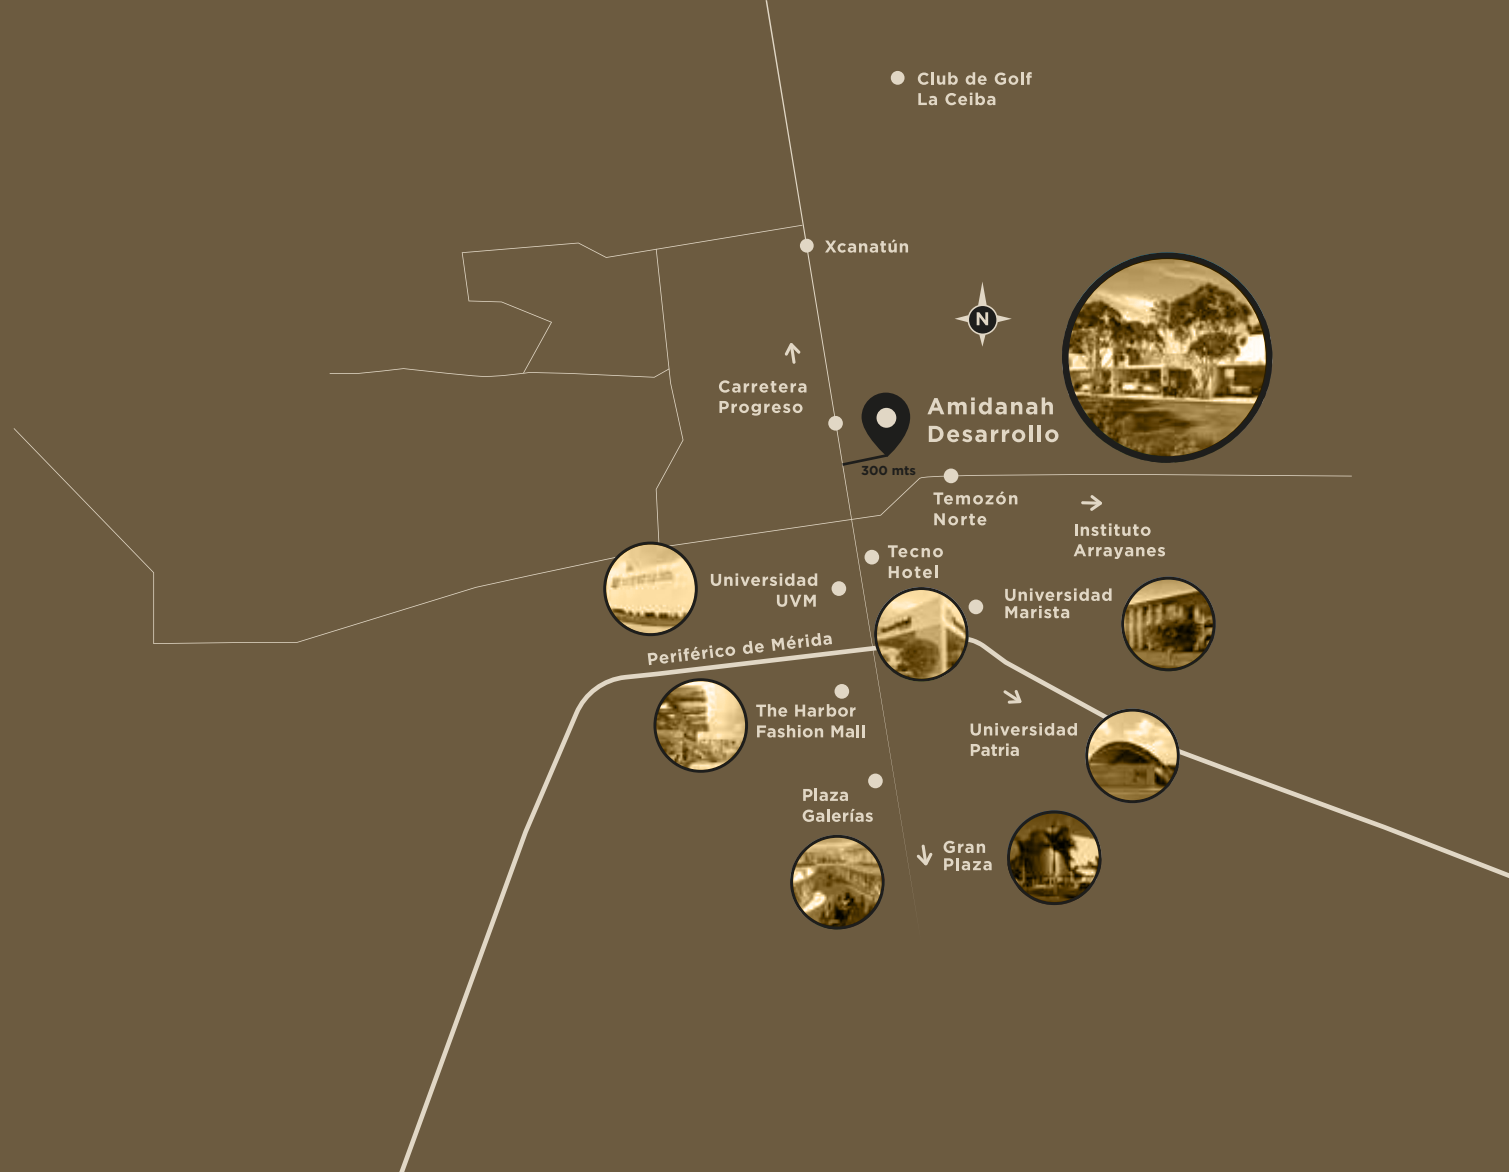 Club de Golf
La Ceiba
Xcanatún
N
Carretera
Progreso
Amidanah
Desarrollo
300 mts
Temozón
Norte
Instituto
Arrayanes
Tecno
Hotel
Universidad
UVM
Universidad
Marista
Periférico de Mérida
The Harbor
Fashion Mall
Universidad
Patria
Plaza
Galerías
Gran
Plaza